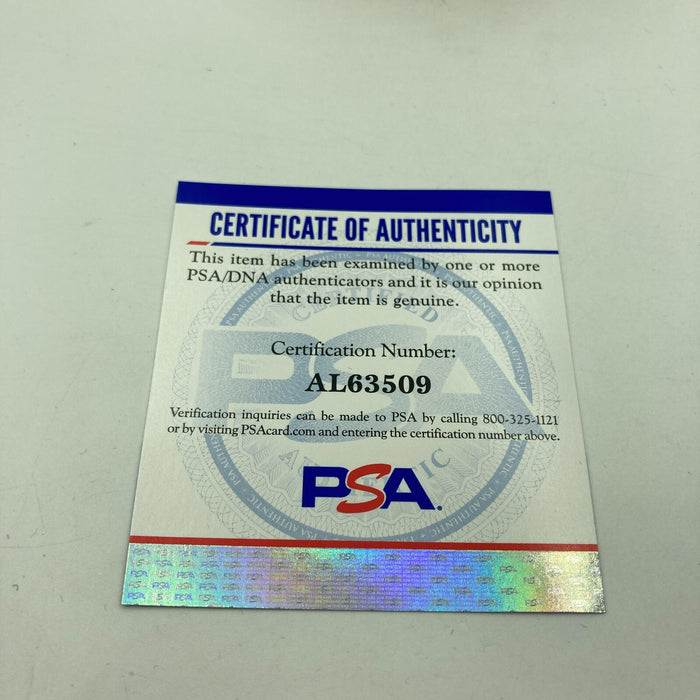 CERTIFICATE OF AUTHENTICITY
This item has been examined by one or more
PSA/DNA authenticators and it is our opinion
that the item is genuine.
CERTIFIED
PSA
Certification Number:
AL63509
Verification inquiries can be made to PSA by calling 800-325-1121
or by visiting PSAcard.com and entering the certification number above.
PSA.